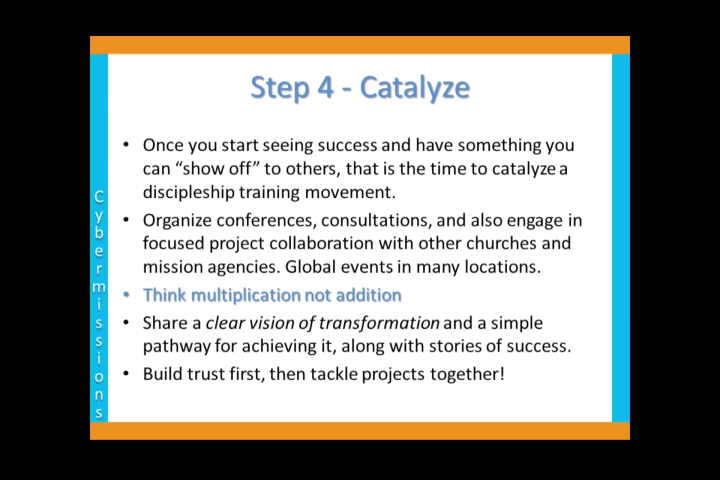 Step 4 - Catalyze
• Once you start seeing success and have something you
can “show off” to others, that is the time to catalyze a
discipleship training movement.
• Organize conferences, consultations, and also engage in
focused project collaboration with other churches and
mission agencies. Global events in many locations.
• Think multiplication not addition
• Share a clear vision of transformation and a simple
pathway for achieving it, along with stories of success.
• Build trust first, then tackle projects together!
Cybermissions